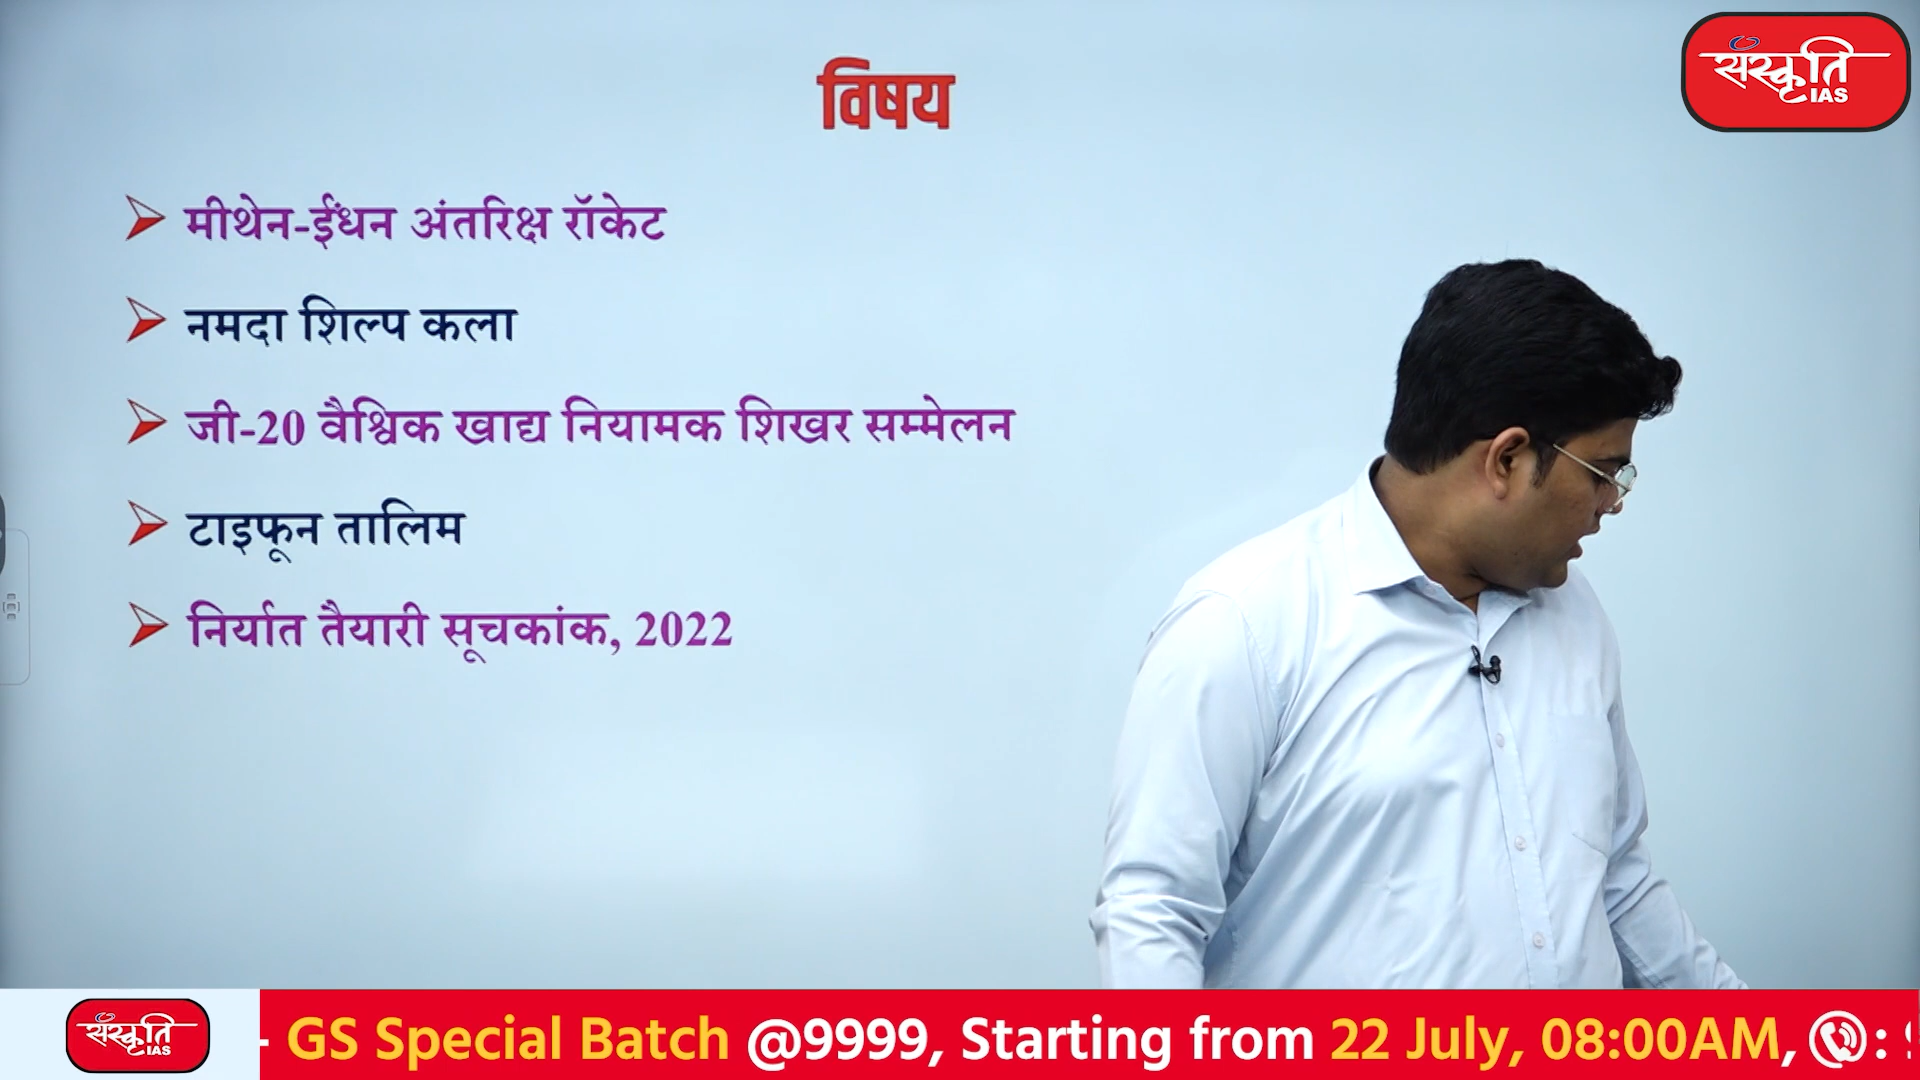 विषय
संस्कृति
IAS
मीथेन-ईंधन अंतरिक्ष रॉकेट
नमदा शिल्प कला
जी-20 वैश्विक खाद्य नियामक शिखर सम्मेलन
टाइफून तालिम
निर्यात तैयारी सूचकांक, 2022
संस्कृति
IAS
- GS Special Batch @9999, Starting from 22 July, 08:00AM, :